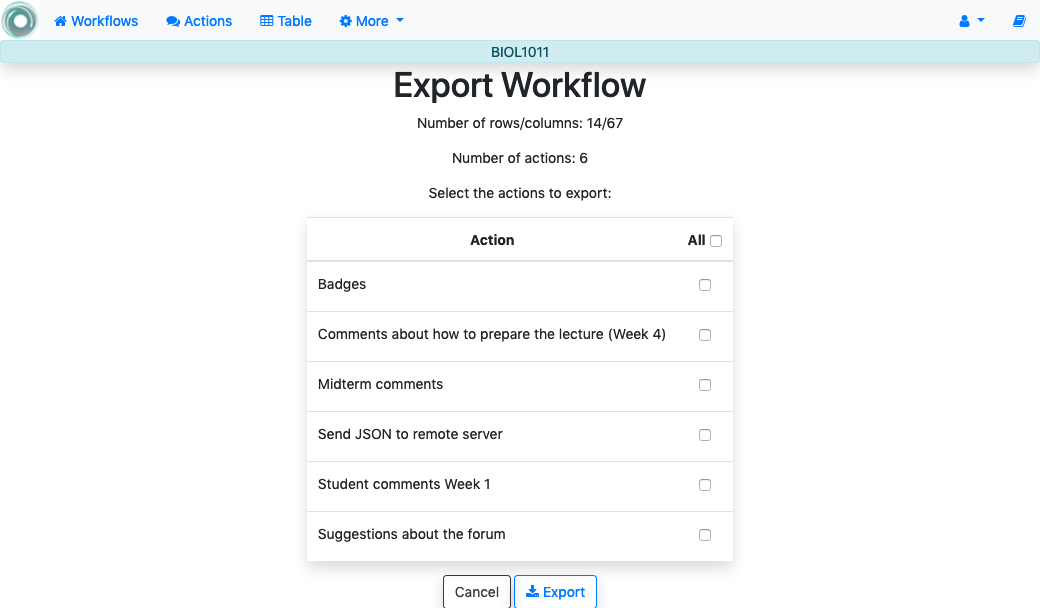 Workflows Actions Table More
BIOL1011
Export Workflow
Number of rows/columns: 14/67
Number of actions: 6
Select the actions to export:
Action All
Badges
Comments about how to prepare the lecture (Week 4)
Midterm comments
Send JSON to remote server
Student comments Week 1
Suggestions about the forum
Cancel Export